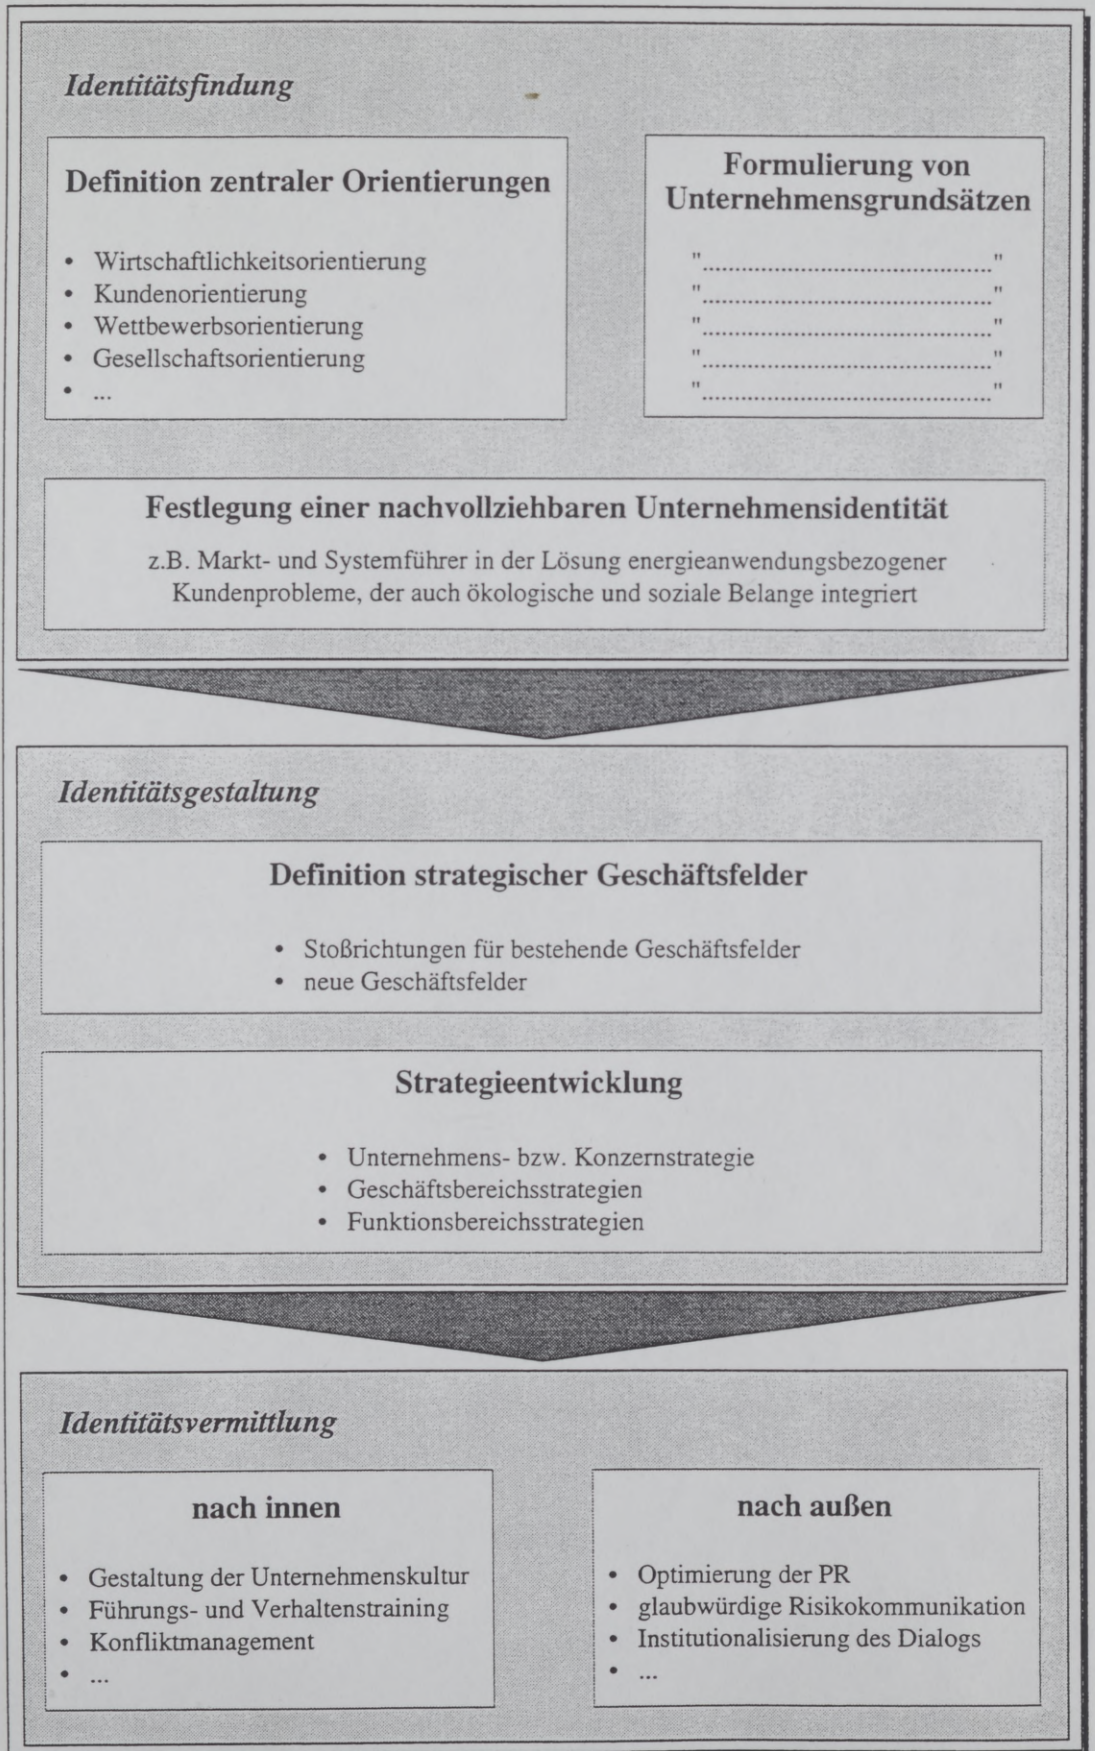 Identitätsfindung
Definition zentraler Orientierungen
• Wirtschaftlichkeitsorientierung
• Kundenorientierung
• Wettbewerbsorientierung
• Gesellschaftsorientierung
• ...
Formulierung von
Unternehmensgrundsätzen
"........................................."
"........................................."
"........................................."
"........................................."
"........................................."
Festlegung einer nachvollziehbaren Unternehmensidentität
z.B. Markt- und Systemführer in der Lösung energieanwendungsbezogener
Kundenprobleme, der auch ökologische und soziale Belange integriert
Identitätsgestaltung
Definition strategischer Geschäftsfelder
• Stoßrichtungen für bestehende Geschäftsfelder
• neue Geschäftsfelder
Strategieentwicklung
• Unternehmens- bzw. Konzernstrategie
• Geschäftsbereichsstrategien
• Funktionsbereichsstrategien
Identitätsvermittlung
nach innen
• Gestaltung der Unternehmenskultur
• Führungs- und Verhaltenstraining
• Konfliktmanagement
• ...
nach außen
• Optimierung der PR
• glaubwürdige Risikokommunikation
• Institutionalisierung des Dialogs
• ...